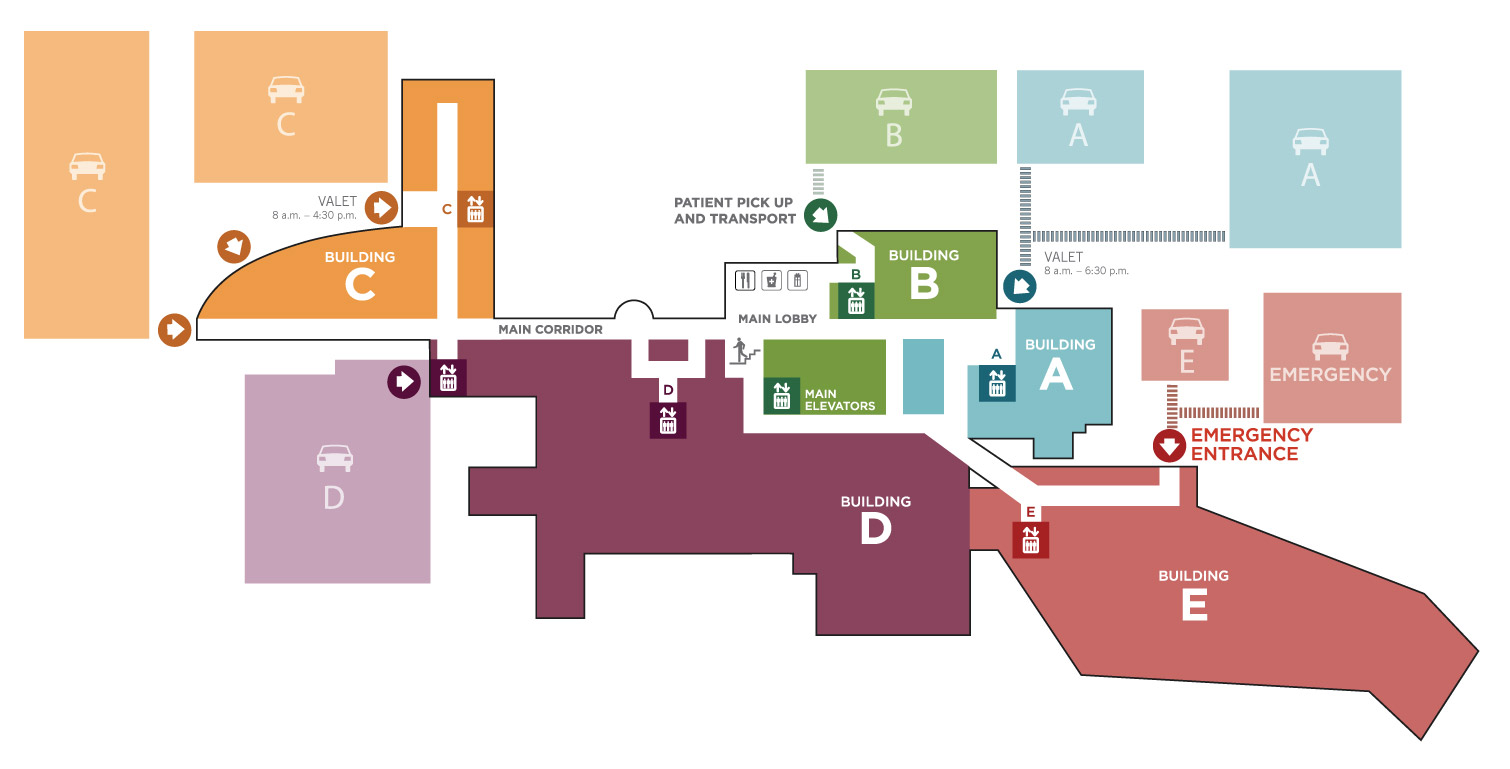 C
C
VALET
8 a.m. – 4:30 p.m.
C
BUILDING
C
B
A
A
PATIENT PICK UP
AND TRANSPORT
BUILDING
B
B
VALET
8 a.m. – 6:30 p.m.
MAIN CORRIDOR
MAIN LOBBY
A
BUILDING
A
E
EMERGENCY
D
MAIN
ELEVATORS
EMERGENCY
ENTRANCE
D
BUILDING
D
E
BUILDING
E